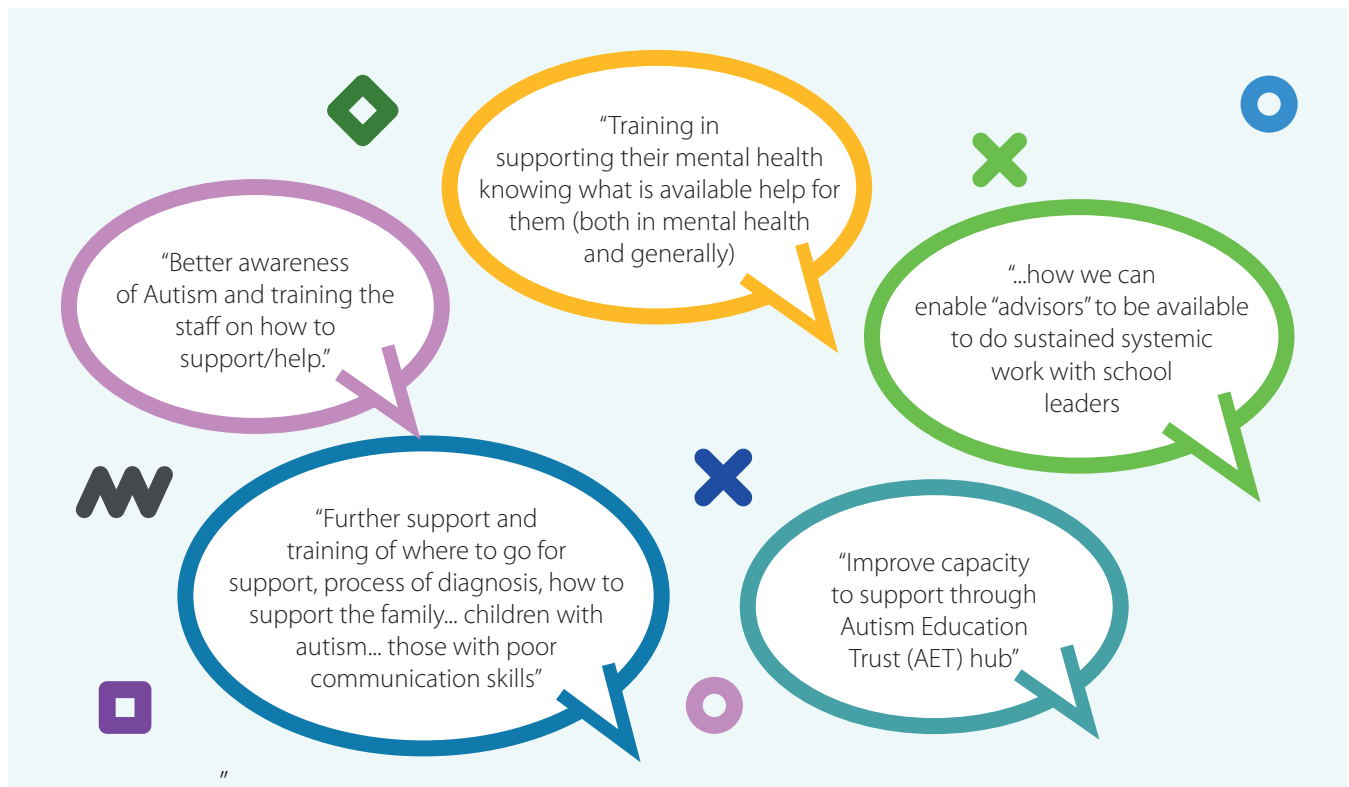 “Training in
supporting their mental health
knowing what is available help for
them (both in mental health
and generally)
“Better awareness
of Autism and training the
staff on how to
support/help.”
“...how we can
enable “advisors” to be available
to do sustained systemic
work with school
leaders
“Further support and
training of where to go for
support, process of diagnosis, how to
support the family... children with
autism... those with poor
communication skills”
“Improve capacity
to support through
Autism Education
Trust (AET) hub”
”